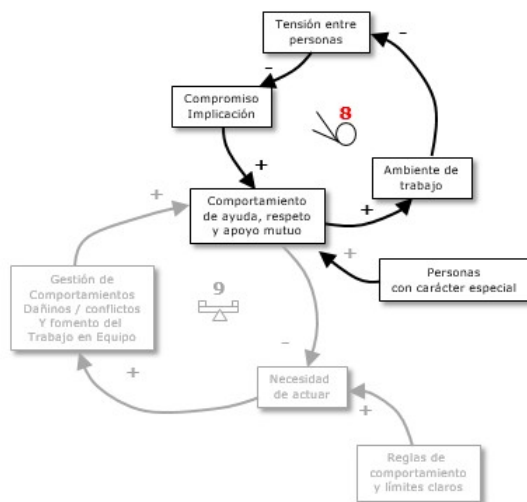 Tensión entre
personas
–
–
Compromiso
Implicación
8
+
Ambiente de
trabajo
+
Comportamiento
de ayuda, respeto
y apoyo mutuo
+
+
Personas
con carácter especial
Gestión de
Comportamientos
Dañinos / conflictos
Y fomento del
Trabajo en Equipo
9
–
+
Necesidad
de actuar
+
Reglas de
comportamiento
y límites claros